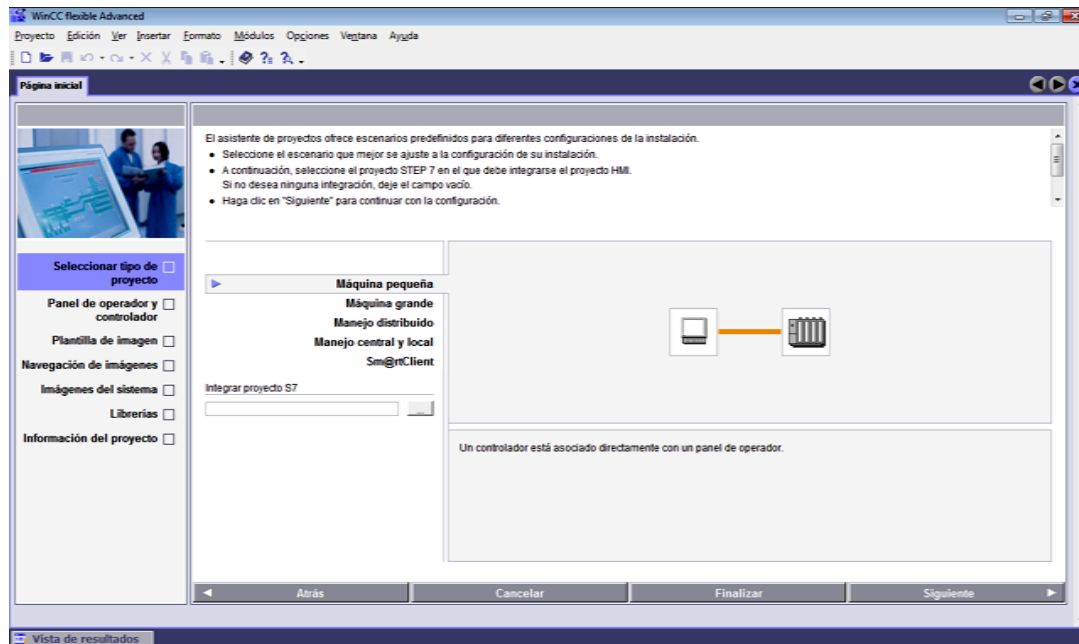 WinCC flexible Advanced
Proyecto Edición Ver Insertar Formato Módulos Opciones Ventana Ayuda
Página inicial
El asistente de proyectos ofrece escenarios predefinidos para diferentes configuraciones de la instalación.
• Seleccione el escenario que mejor se ajuste a la configuración de su instalación.
• A continuación, seleccione el proyecto STEP 7 en el que debe integrarse el proyecto HMI.
Si no desea ninguna integración, deje el campo vacío.
• Haga clic en "Siguiente" para continuar con la configuración.
Seleccionar tipo de
proyecto
Panel de operador y
controlador
Plantilla de imagen
Navegación de imágenes
Imágenes del sistema
Librerías
Información del proyecto
Máquina pequeña
Máquina grande
Manejo distribuido
Manejo central y local
Sm@rtClient
Integrar proyecto S7
...
Un controlador está asociado directamente con un panel de operador.
Atrás
Cancelar
Finalizar
Siguiente
Vista de resultados